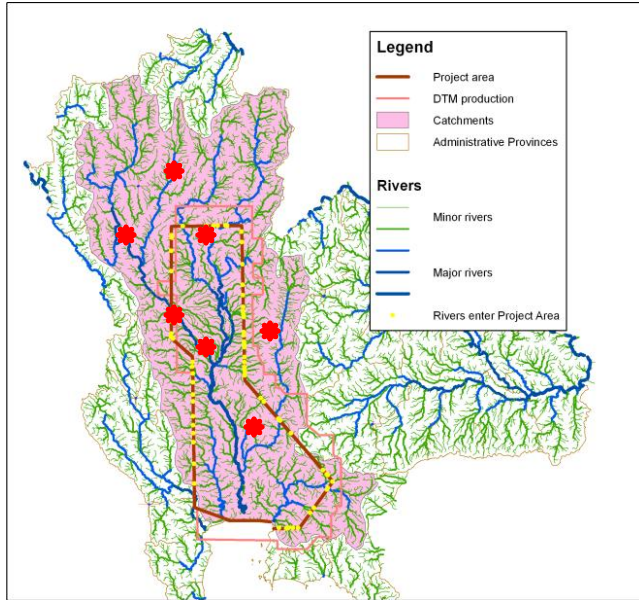 Legend
Project area
DTM production
Catchments
Administrative Provinces
Rivers
Minor rivers
Major rivers
Rivers enter Project Area